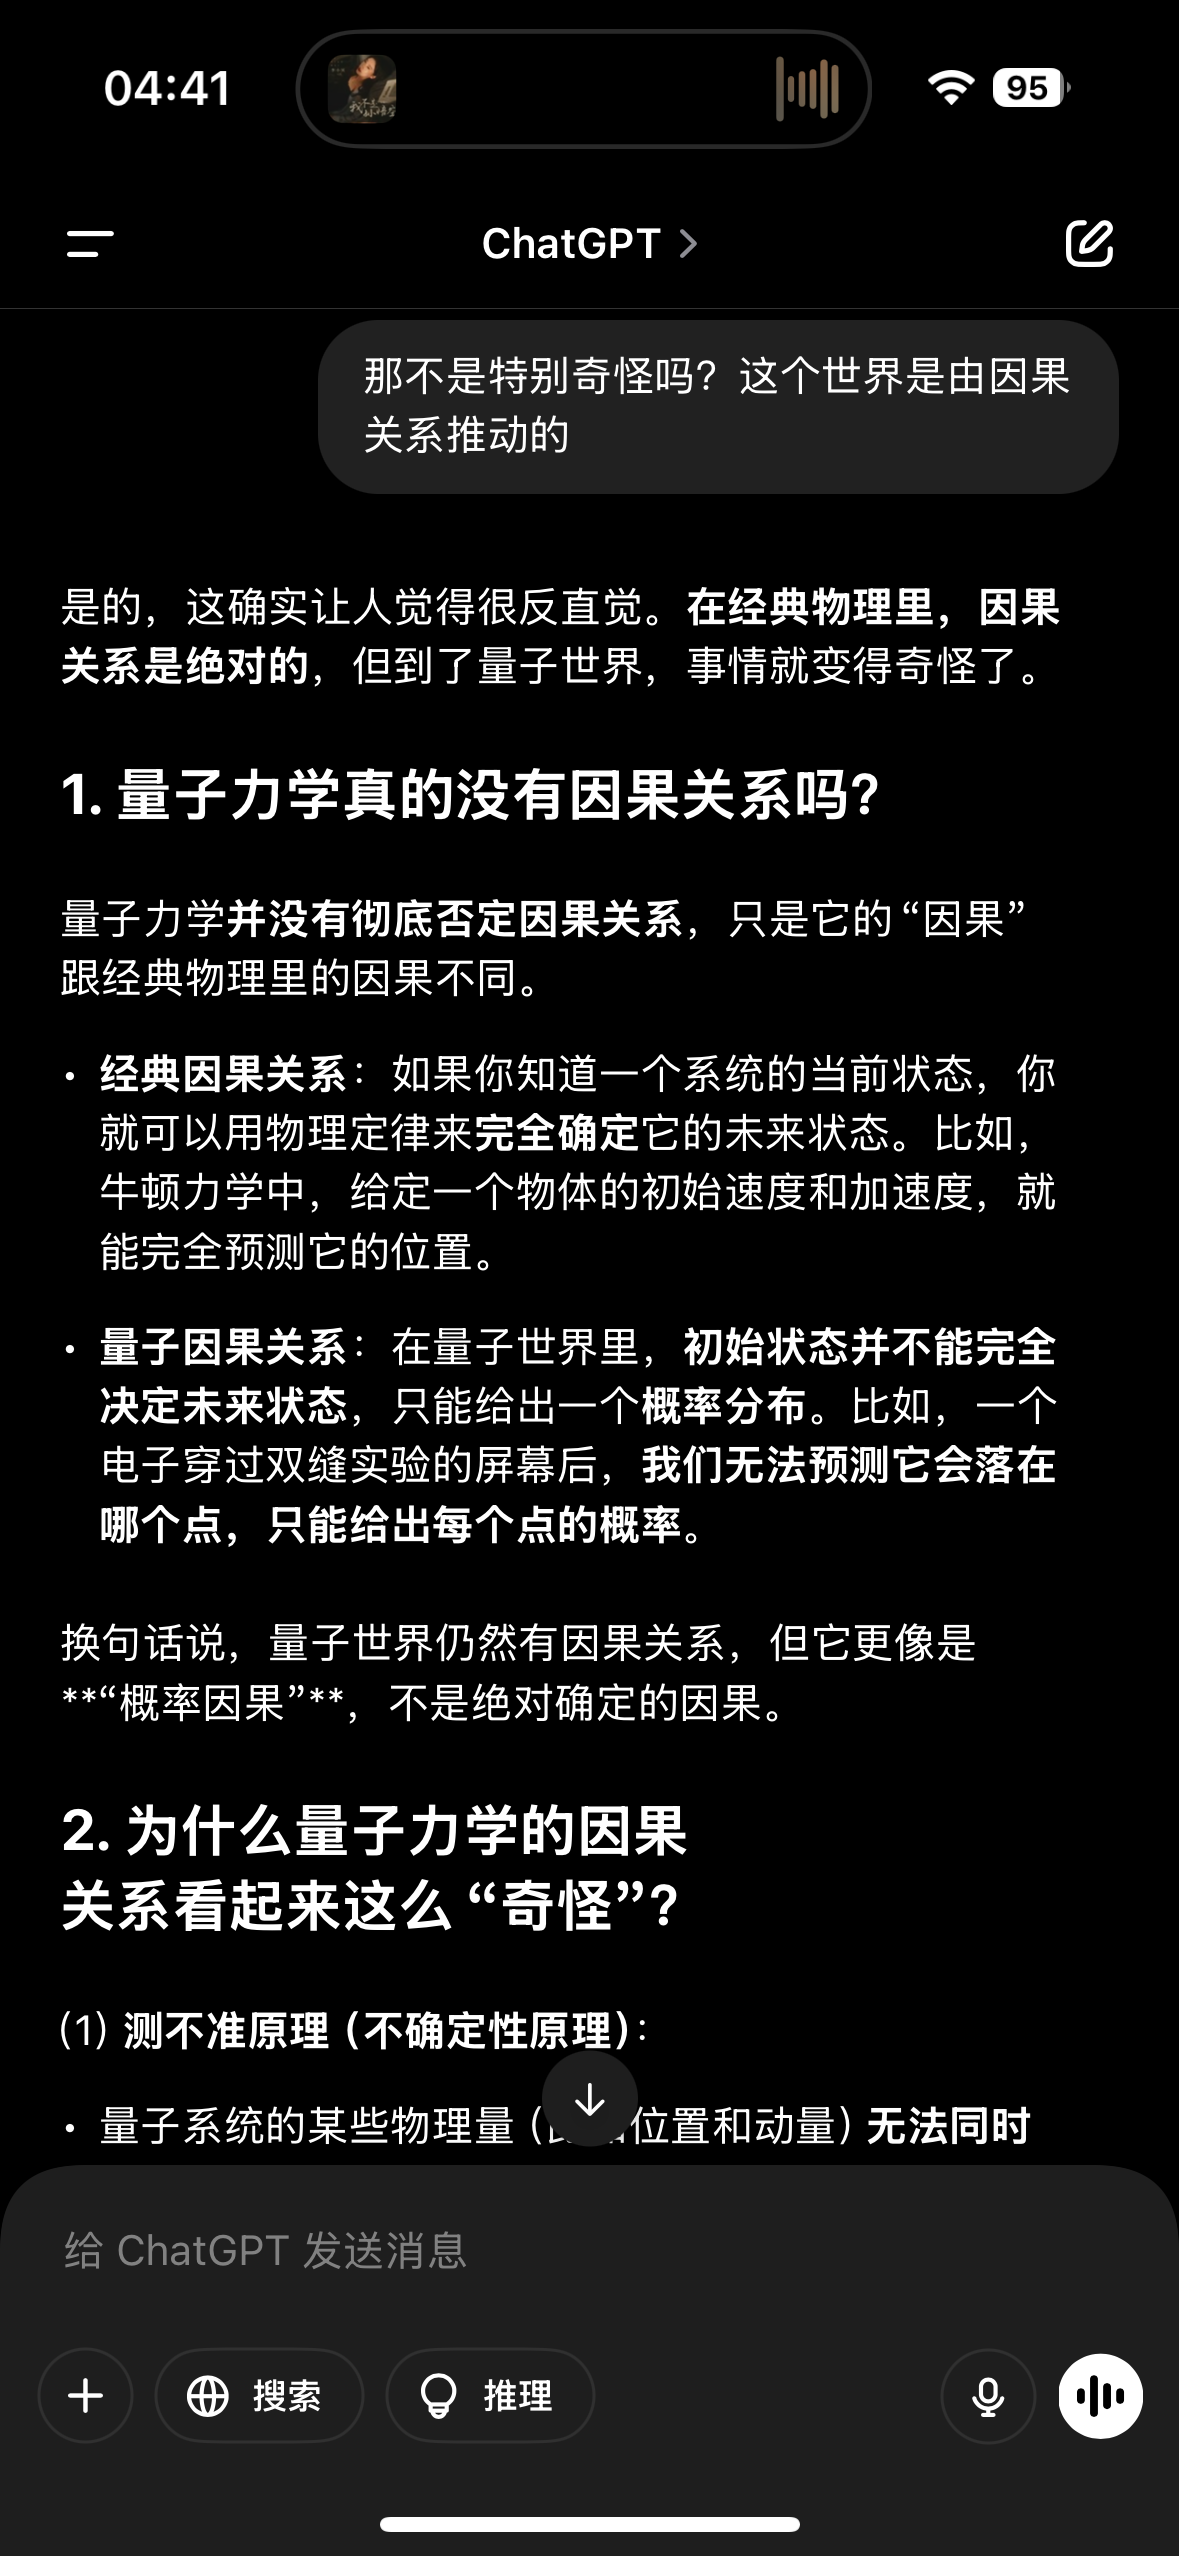 04:41
95
ChatGPT
那不是特别奇怪吗？这个世界是由因果
关系推动的
是的，这确实让人觉得很反直觉。在经典物理里，因果
关系是绝对的，但到了量子世界，事情就变得奇怪了。
1. 量子力学真的没有因果关系吗?
量子力学并没有彻底否定因果关系，只是它的“因果”
跟经典物理里的因果不同。
• 经典因果关系：如果你知道一个系统的当前状态，你
就可以用物理定律来完全确定它的未来状态。比如，
牛顿力学中，给定一个物体的初始速度和加速度，就
能完全预测它的位置。
• 量子因果关系：在量子世界里，初始状态并不能完全
决定未来状态，只能给出一个概率分布。比如，一个
电子穿过双缝实验的屏幕后，我们无法预测它会落在
哪个点，只能给出每个点的概率。
换句话说，量子世界仍然有因果关系，但它更像是
**“概率因果”**，不是绝对确定的因果。
2. 为什么量子力学的因果
关系看起来这么“奇怪”?
(1) 测不准原理（不确定性原理）：
• 量子系统的某些物理量（位置和动量）无法同时
给 ChatGPT 发送消息
搜索
推理